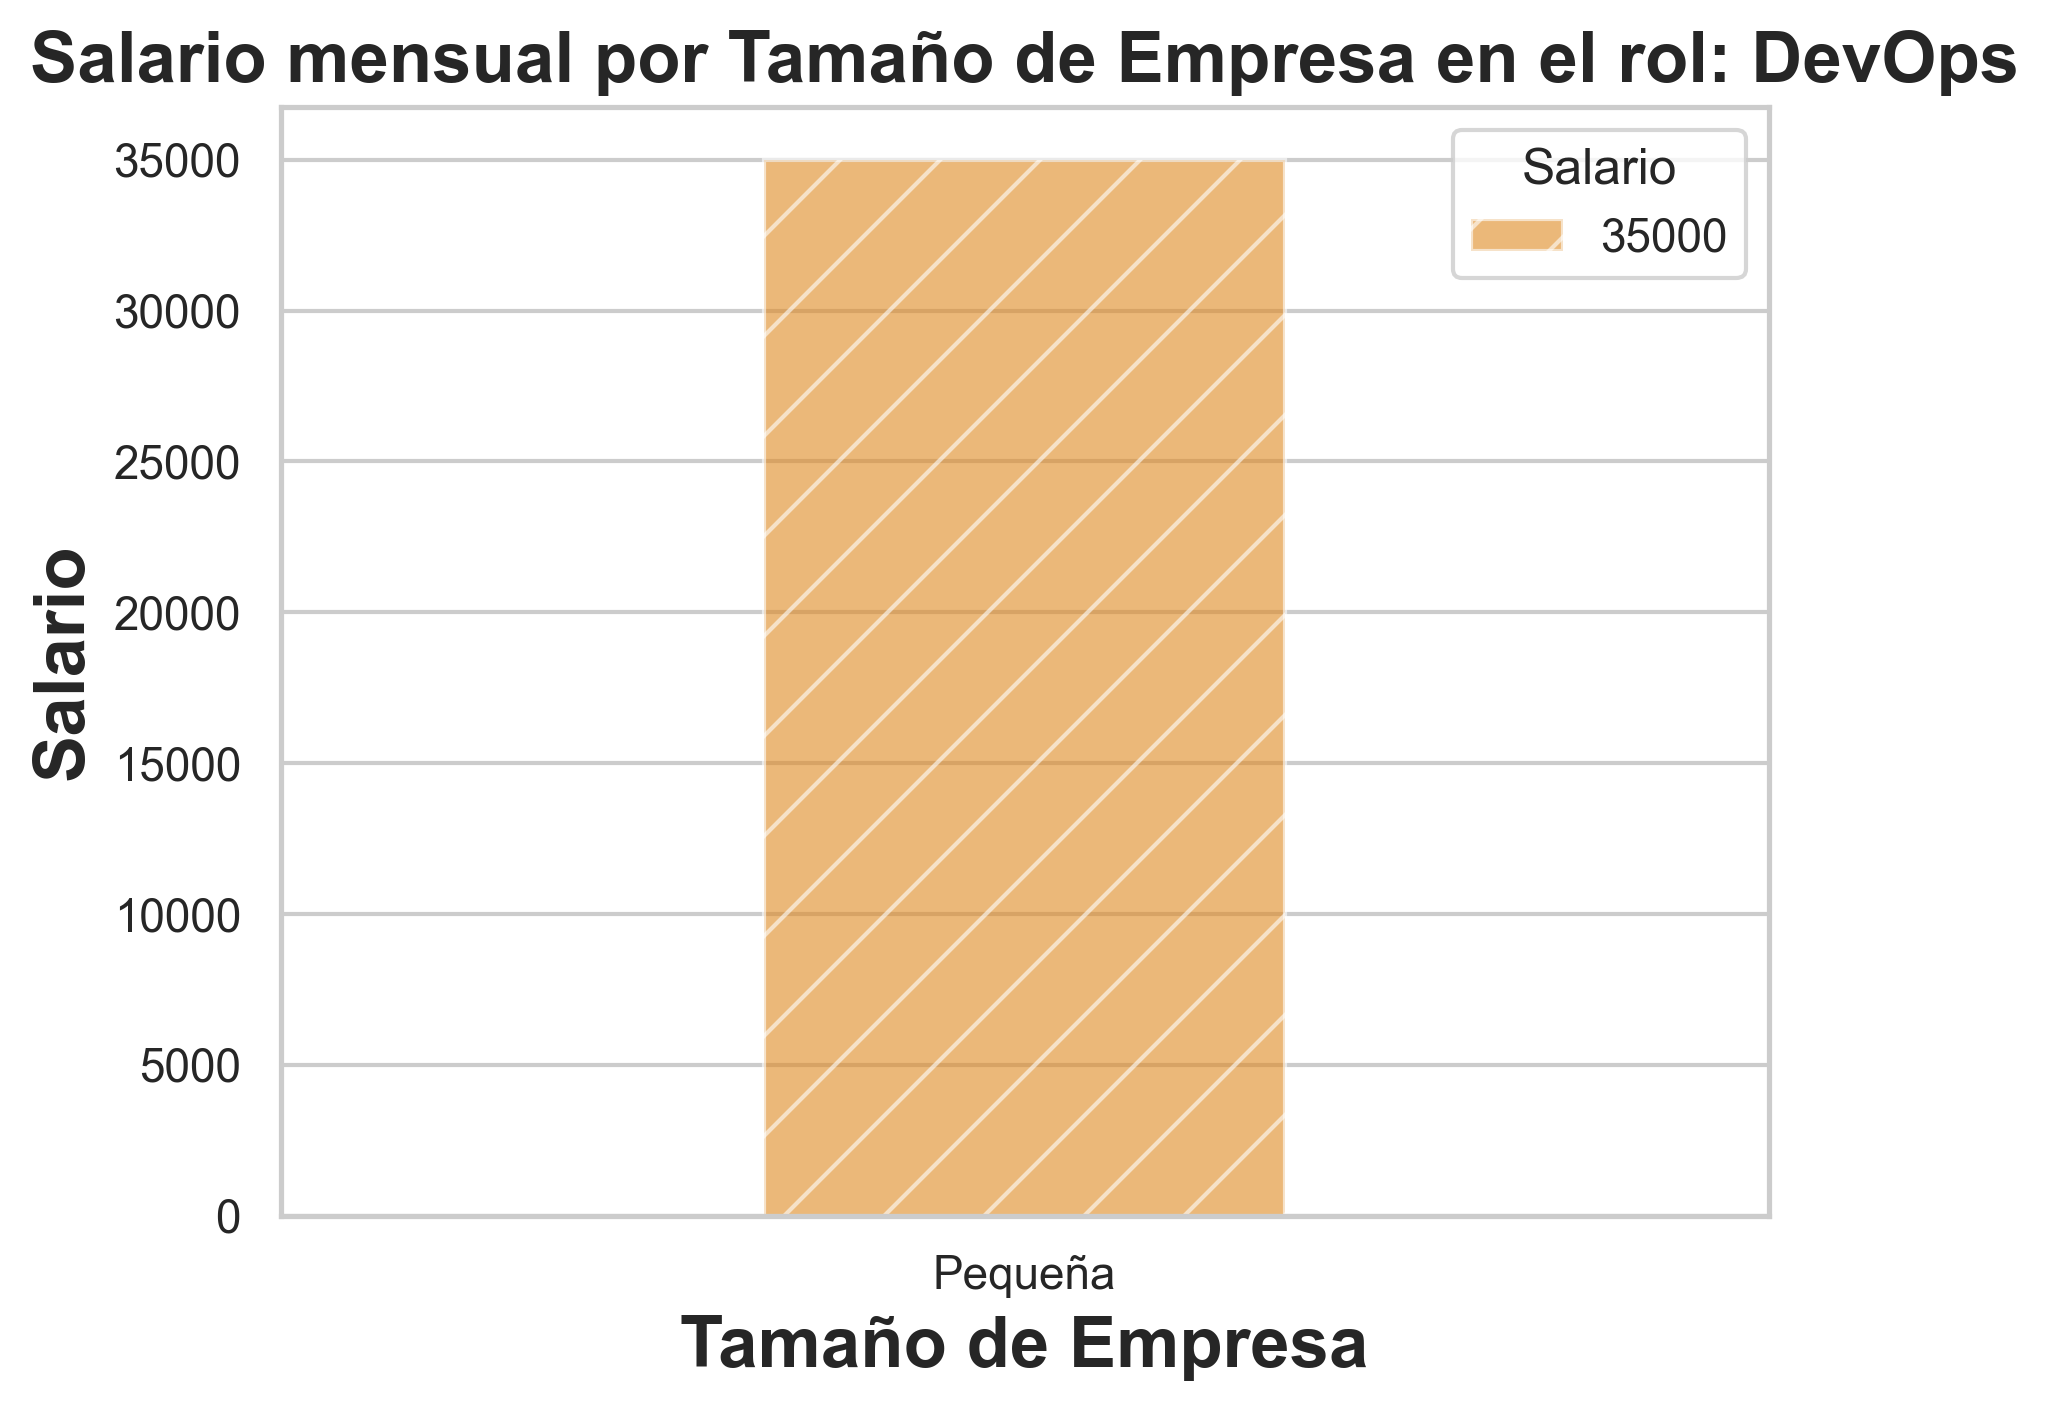 Salario mensual por Tamaño de Empresa en el rol: DevOps
Salario
35000
35000
30000
25000
20000
15000
10000
5000
0
Salario
Pequeña
Tamaño de Empresa